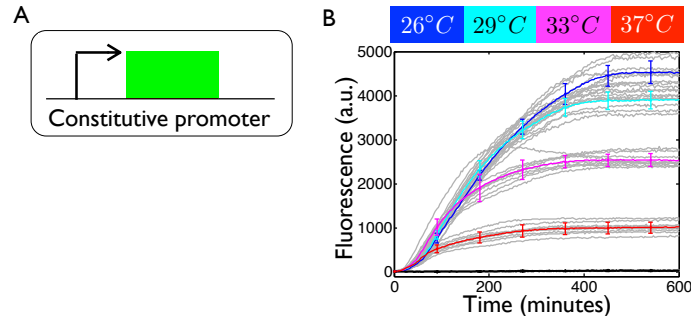 A
Constitutive promoter
B
26°C 29°C 33°C 37°C
Fluorescence (a.u.)
5000
4000
3000
2000
1000
0
0 200 400 600
Time (minutes)